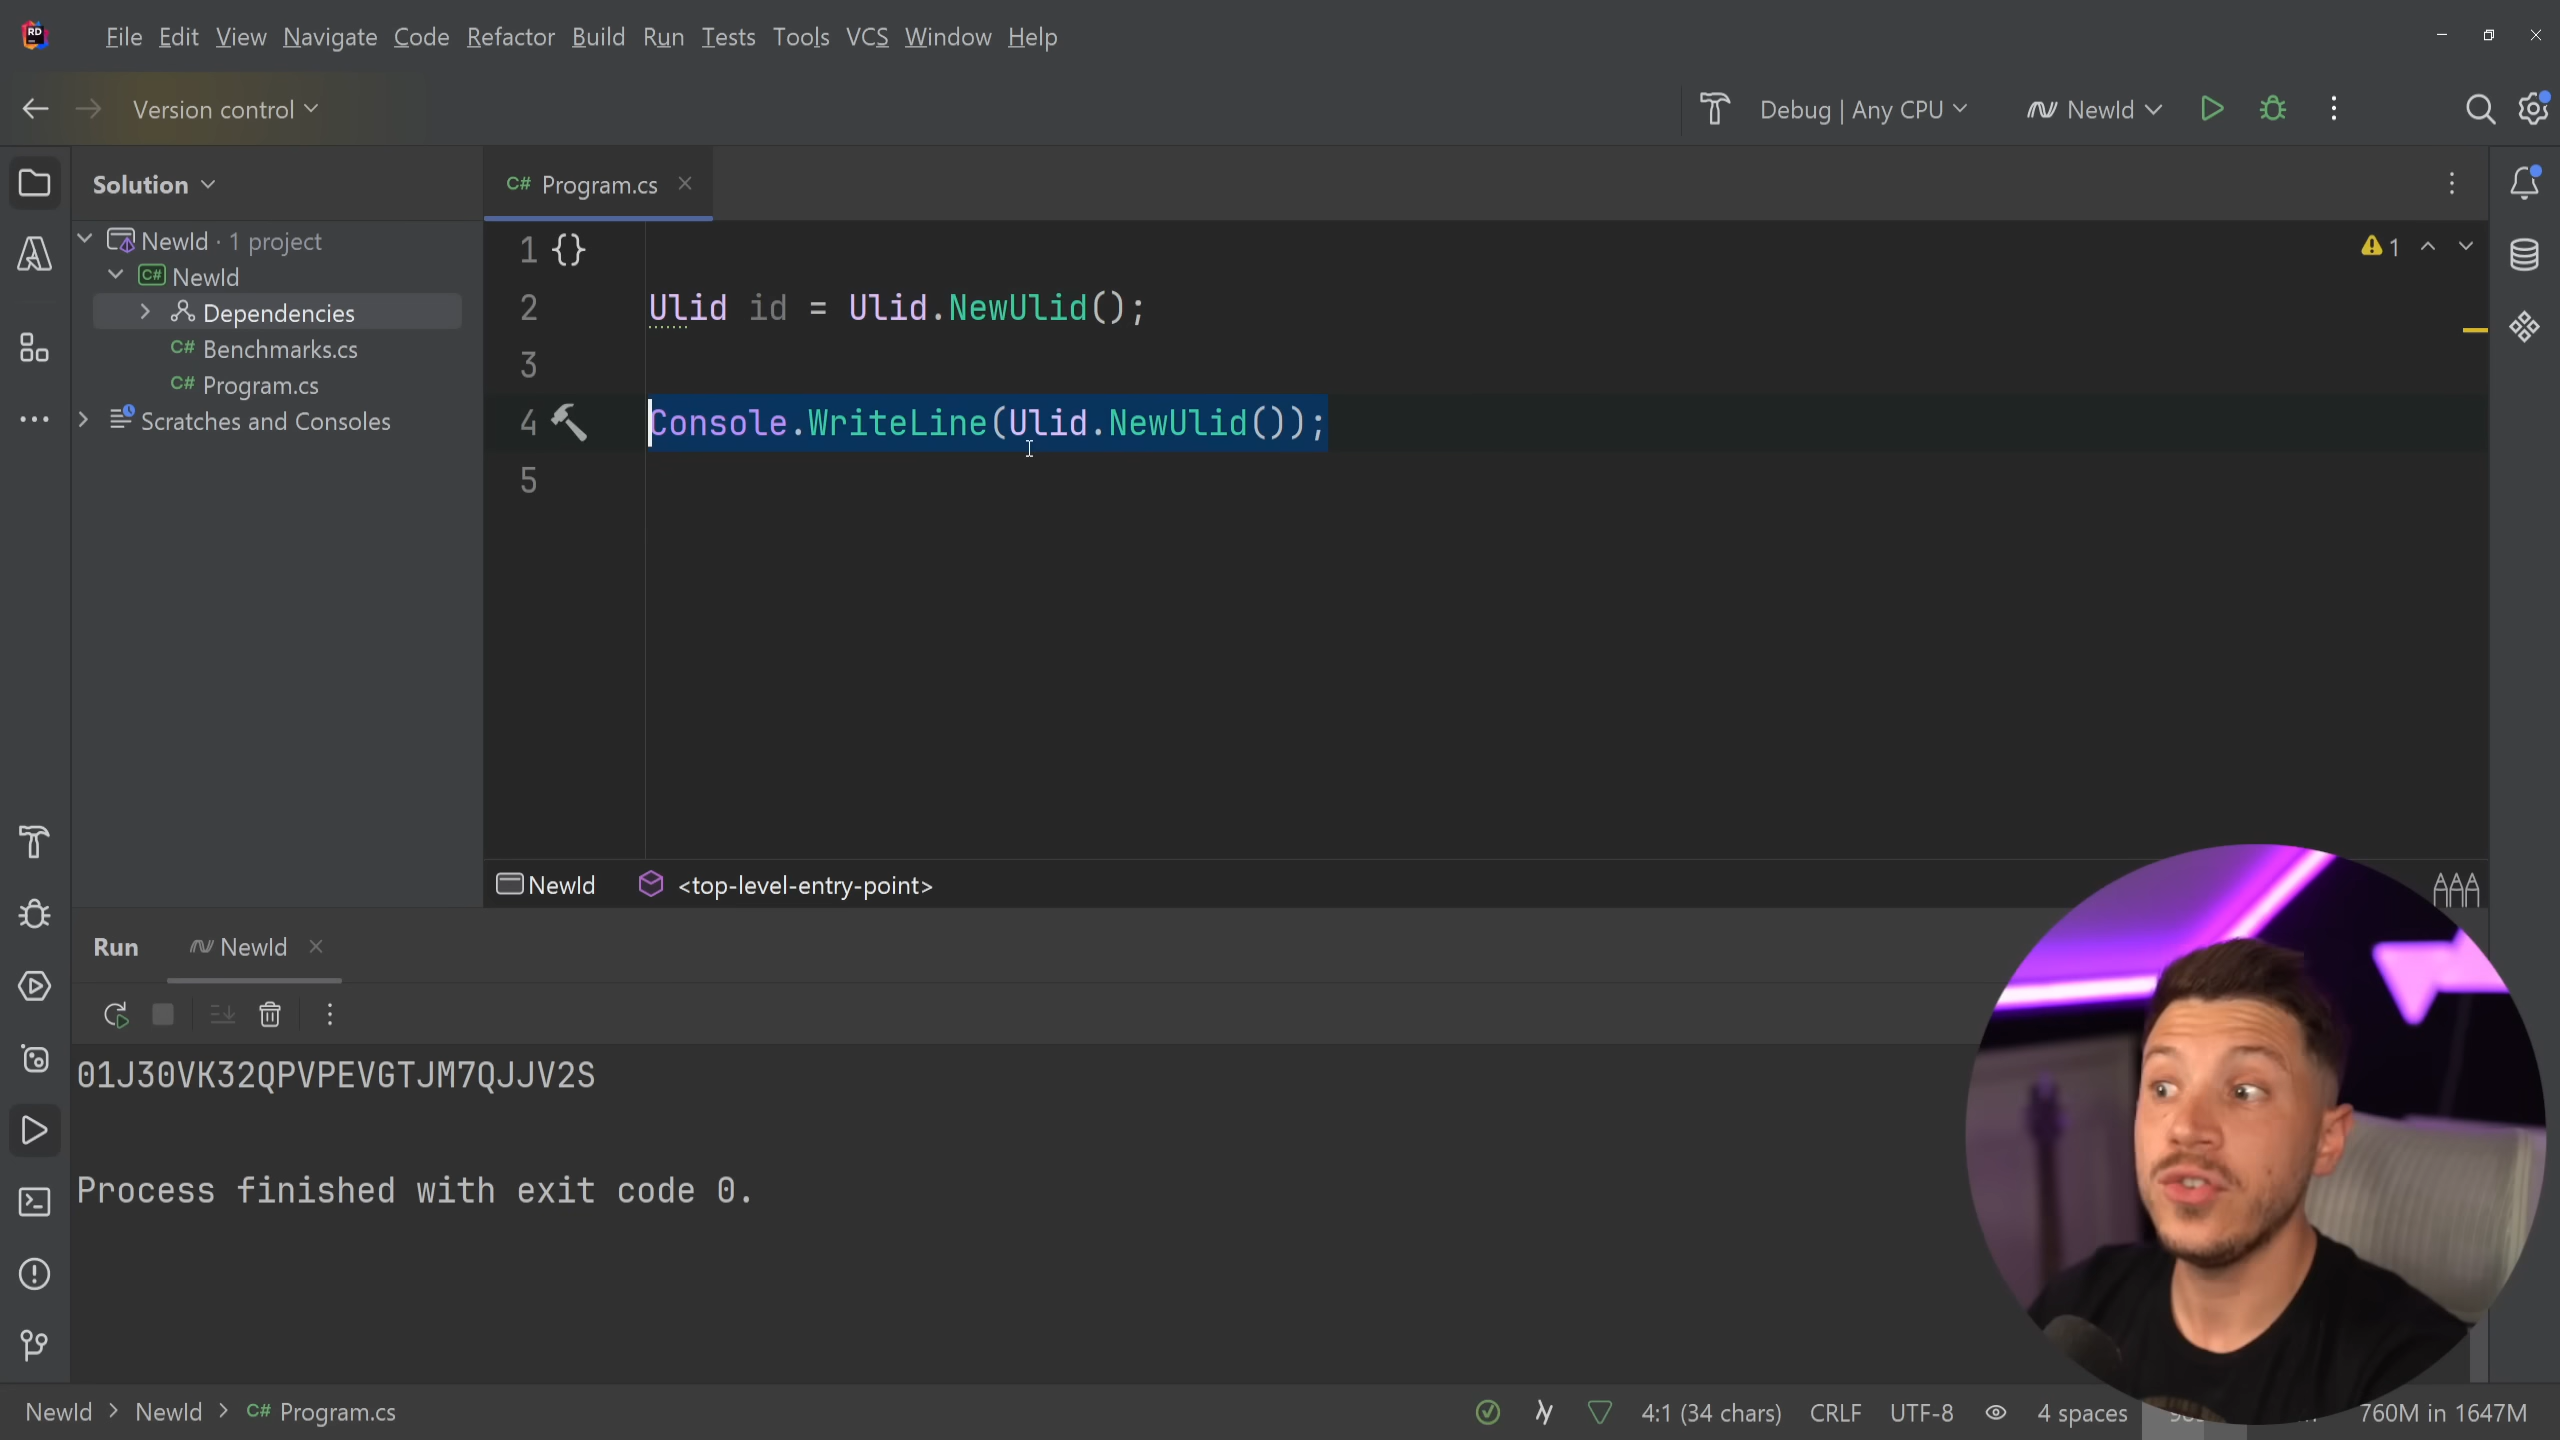 RD File Edit View Navigate Code Refactor Build Run Tests Tools VCS Window Help
Version control Debug | Any CPU NewId
Solution C# Program.cs
NewId · 1 project
C# NewId
Dependencies
C# Benchmarks.cs
C# Program.cs
Scratches and Consoles
1 {} 1
2 Ulid id = Ulid.NewUlid();
3
4 Console.WriteLine(Ulid.NewUlid());
5
NewId <top-level-entry-point>
Run NewId
01J30VK32QPVPEVGTJM7QJJV2S
Process finished with exit code 0.
NewId > NewId > C# Program.cs 4:1 (34 chars) CRLF UTF-8 4 spaces 760M in 1647M